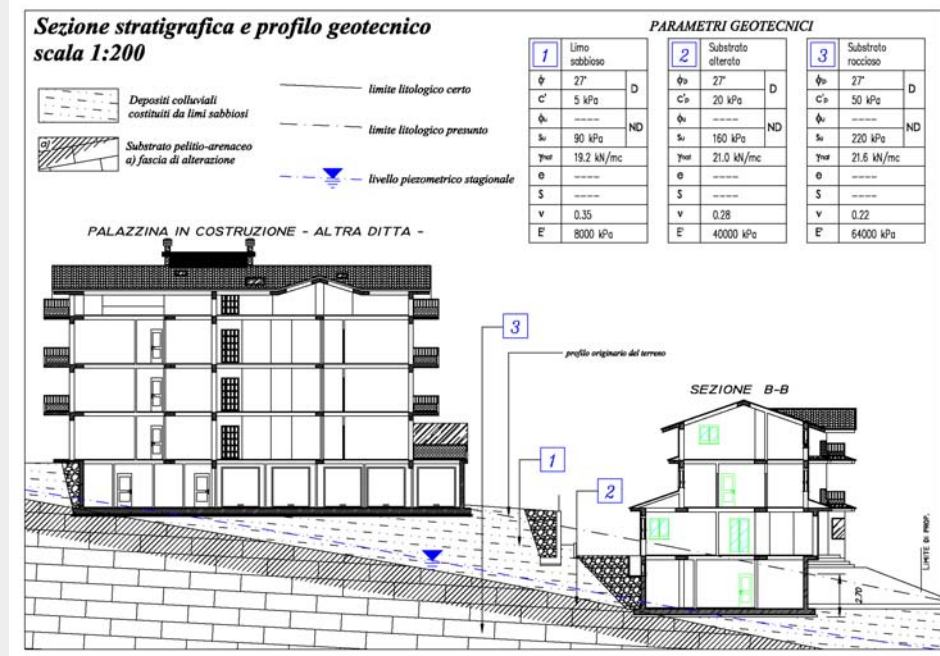 Sezione stratigrafica e profilo geotecnico
scala 1:200
Depositi colluviali
costituiti da limi sabbiosi
a)
Substrato pelitio-arenaceo
a) fascia di alterazione
limite litologico certo
limite litologico presunto
livello piezometrico stagionale
PARAMETRI GEOTECNICI
1 Limo
sabbioso
ϕ' 27° D
C' 5 kPa
ϕu ---- ND
su 90 kPa
γnat 19.2 kN/mc
e ----
S ----
ν 0.35
E' 8000 kPa
2 Substrato
alterato
ϕ'p 27° D
C'p 20 kPa
ϕu ---- ND
su 160 kPa
γnat 21.0 kN/mc
e ----
S ----
ν 0.28
E' 40000 kPa
3 Substrato
roccioso
ϕ'p 27° D
C'p 50 kPa
ϕu ---- ND
su 220 kPa
γnat 21.6 kN/mc
e ----
S ----
ν 0.22
E' 64000 kPa
PALAZZINA IN COSTRUZIONE - ALTRA DITTA -
3
profilo originario del terreno
SEZIONE B-B
1
2
LIMITE DI PROP.
2.70